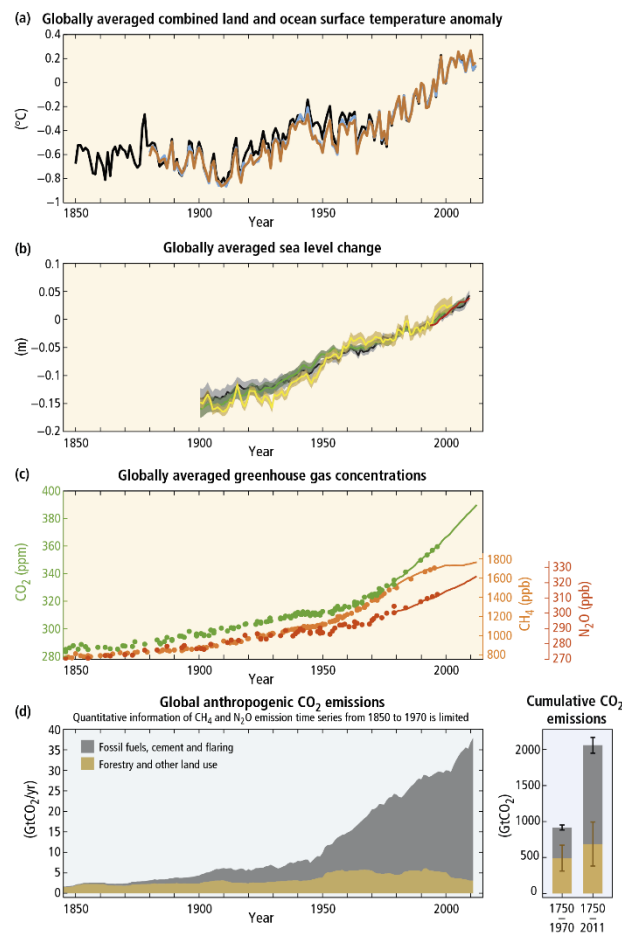 (a) Globally averaged combined land and ocean surface temperature anomaly
0.4
0.2
0
−0.2
−0.4
−0.6
−0.8
−1
(°C)
1850 1900 1950 2000
Year
(b) Globally averaged sea level change
0.1
0.05
0
−0.05
−0.1
−0.15
−0.2
(m)
1850 1900 1950 2000
Year
(c) Globally averaged greenhouse gas concentrations
400
380
360
340
320
300
280
CO2 (ppm)
1800
1600
1400
1200
1000
800
CH4 (ppb)
330
320
310
300
290
280
270
N2O (ppb)
1850 1900 1950 2000
Year
(d) Global anthropogenic CO2 emissions
Quantitative information of CH4 and N2O emission time series from 1850 to 1970 is limited
40
35
30
25
20
15
10
5
0
(GtCO2/yr)
Fossil fuels, cement and flaring
Forestry and other land use
1850 1900 1950 2000
Year
Cumulative CO2
emissions
2000
1500
1000
500
0
(GtCO2)
1750 1750
– –
1970 2011